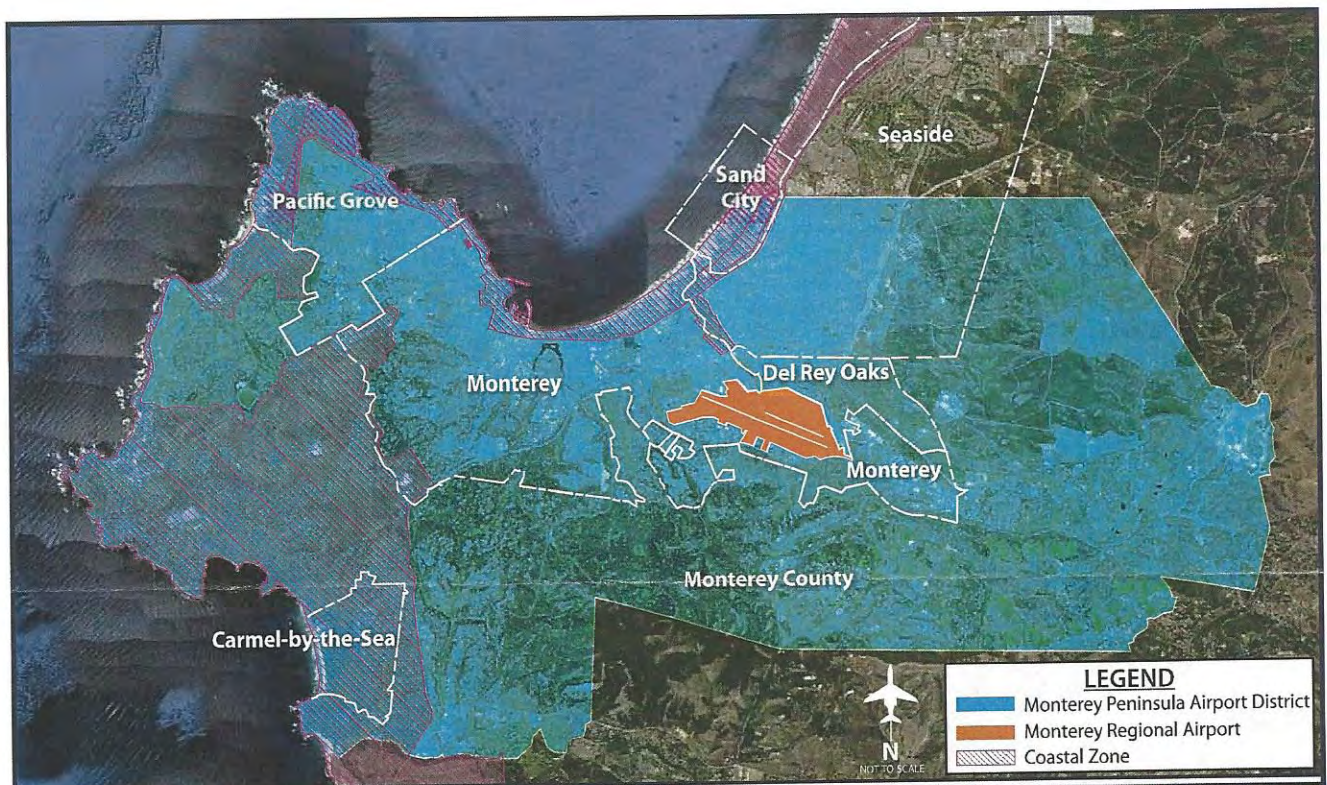 Seaside
Sand
City
Pacific Grove
Monterey
Del Rey Oaks
Monterey
Monterey County
Carmel-by-the-Sea
N
NOT TO SCALE
LEGEND
Monterey Peninsula Airport District
Monterey Regional Airport
Coastal Zone